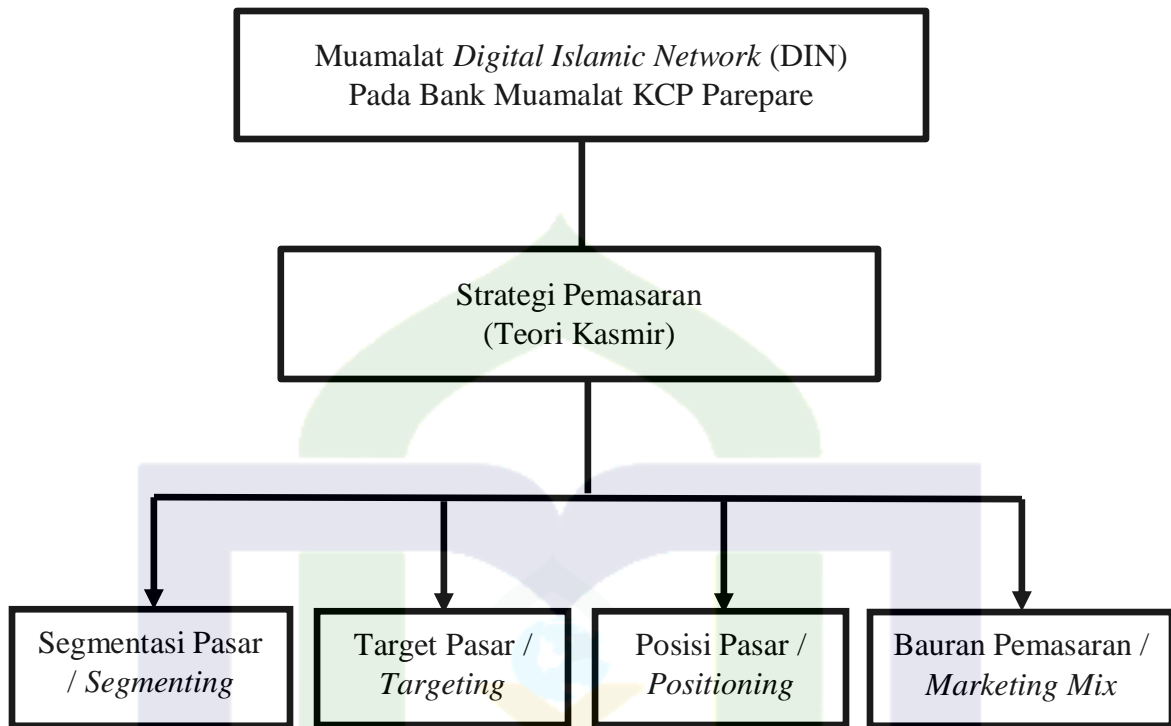 Muamalat Digital Islamic Network (DIN)
Pada Bank Muamalat KCP Parepare
Strategi Pemasaran
(Teori Kasmir)
Segmentasi Pasar
/ Segmenting
Target Pasar /
Targeting
Posisi Pasar /
Positioning
Bauran Pemasaran /
Marketing Mix